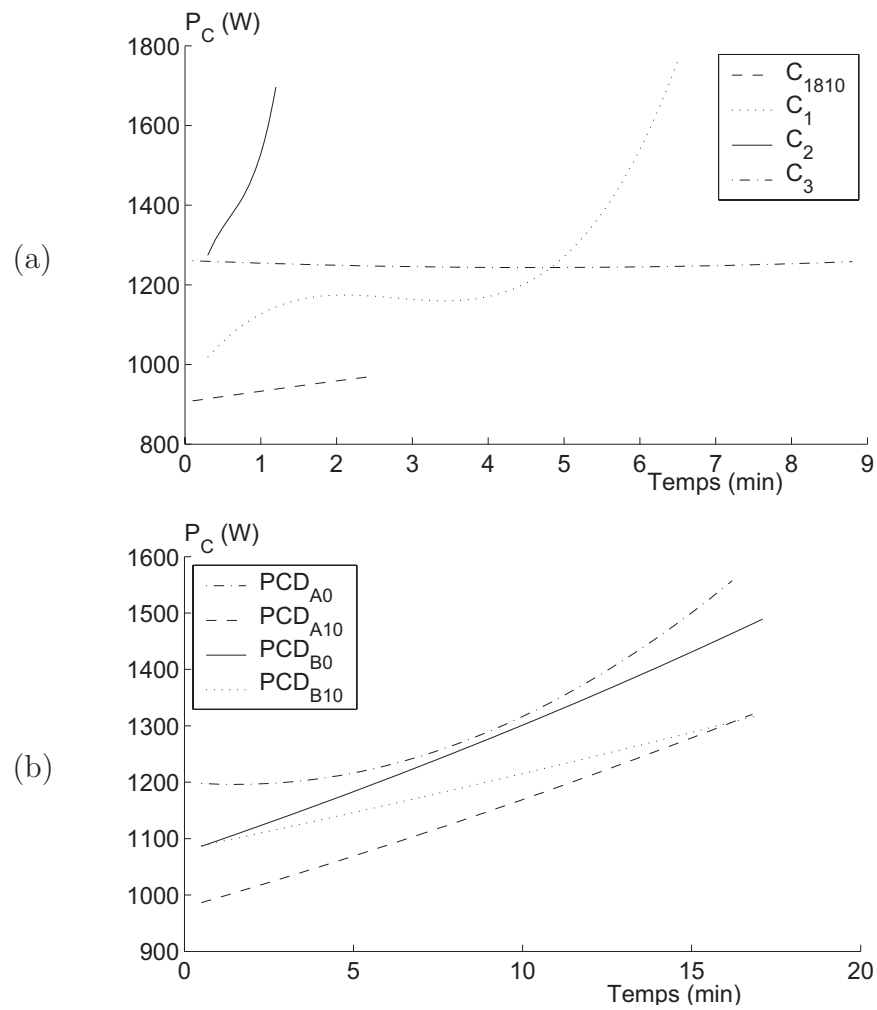 P_C (W)
1800
1600
1400
1200
1000
800
0 1 2 3 4 5 6 7 8 9
Temps (min)
C_1810
C_1
C_2
C_3
(a)
P_C (W)
1600
1500
1400
1300
1200
1100
1000
900
0 5 10 15 20
Temps (min)
PCD_A0
PCD_A10
PCD_B0
PCD_B10
(b)